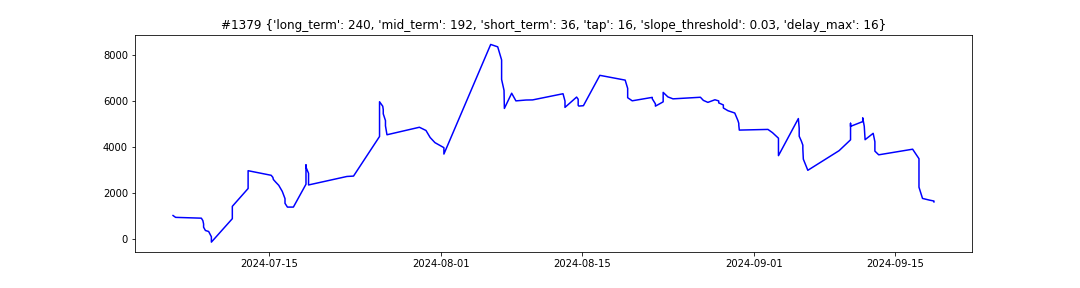 #1379 {'long_term': 240, 'mid_term': 192, 'short_term': 36, 'tap': 16, 'slope_threshold': 0.03, 'delay_max': 16}
8000
6000
4000
2000
0
2024-07-15 2024-08-01 2024-08-15 2024-09-01 2024-09-15